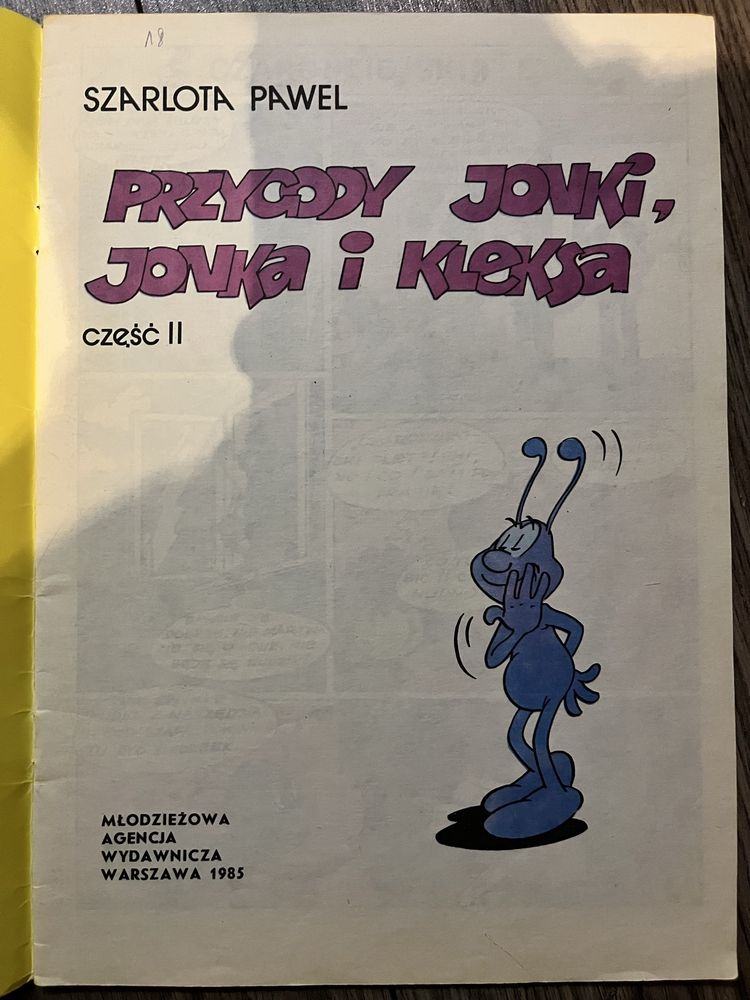 18
SZARLOTA PAWEL
PRZYGODY JONKI,
JONKA i KLEKSA
CZĘŚĆ II
MŁODZIEŻOWA
AGENCJA
WYDAWNICZA
WARSZAWA 1985